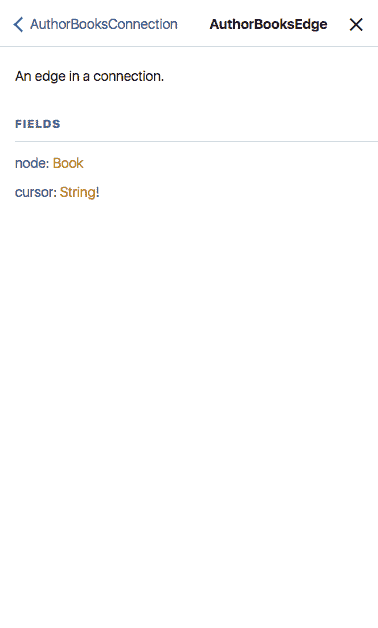 AuthorBooksConnection AuthorBooksEdge
An edge in a connection.
FIELDS
node: Book
cursor: String!